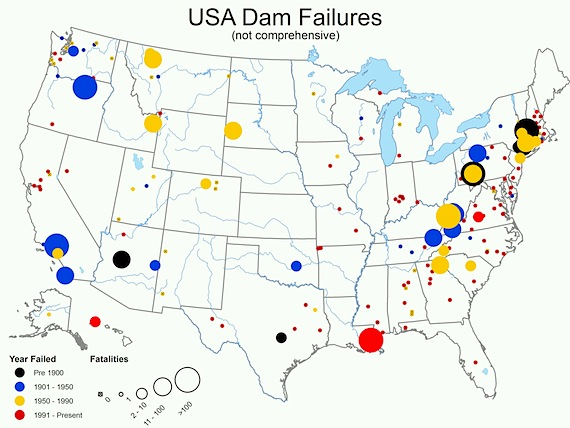 USA Dam Failures
(not comprehensive)
Year Failed
Fatalities
Pre 1900
1901 - 1950
1950 - 1990
1991 - Present
0
1
2 - 10
11 - 100
>100